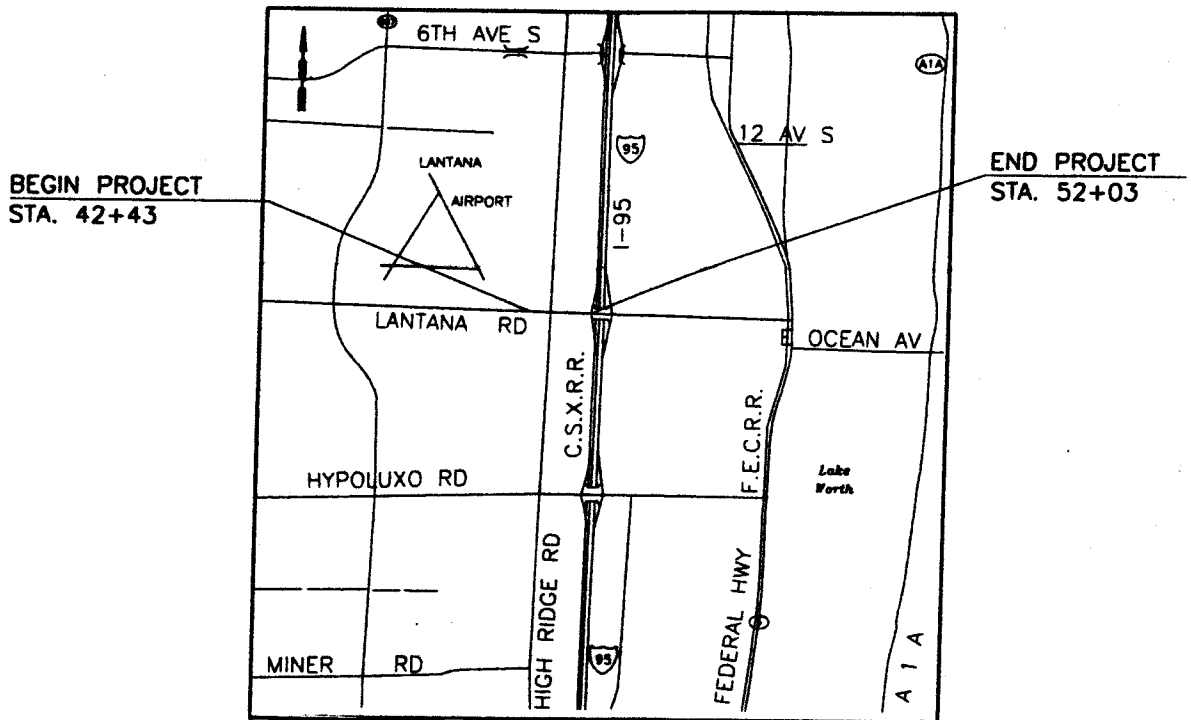 6TH AVE S
A1A
12 AV S
95
LANTANA
AIRPORT
BEGIN PROJECT
STA. 42+43
END PROJECT
STA. 52+03
I-95
LANTANA RD
OCEAN AV
C.S.X.R.R.
F.E.C.R.R.
HYPOLUXO RD
Lake
Worth
HIGH RIDGE RD
FEDERAL HWY
MINER RD
95
A 1 A